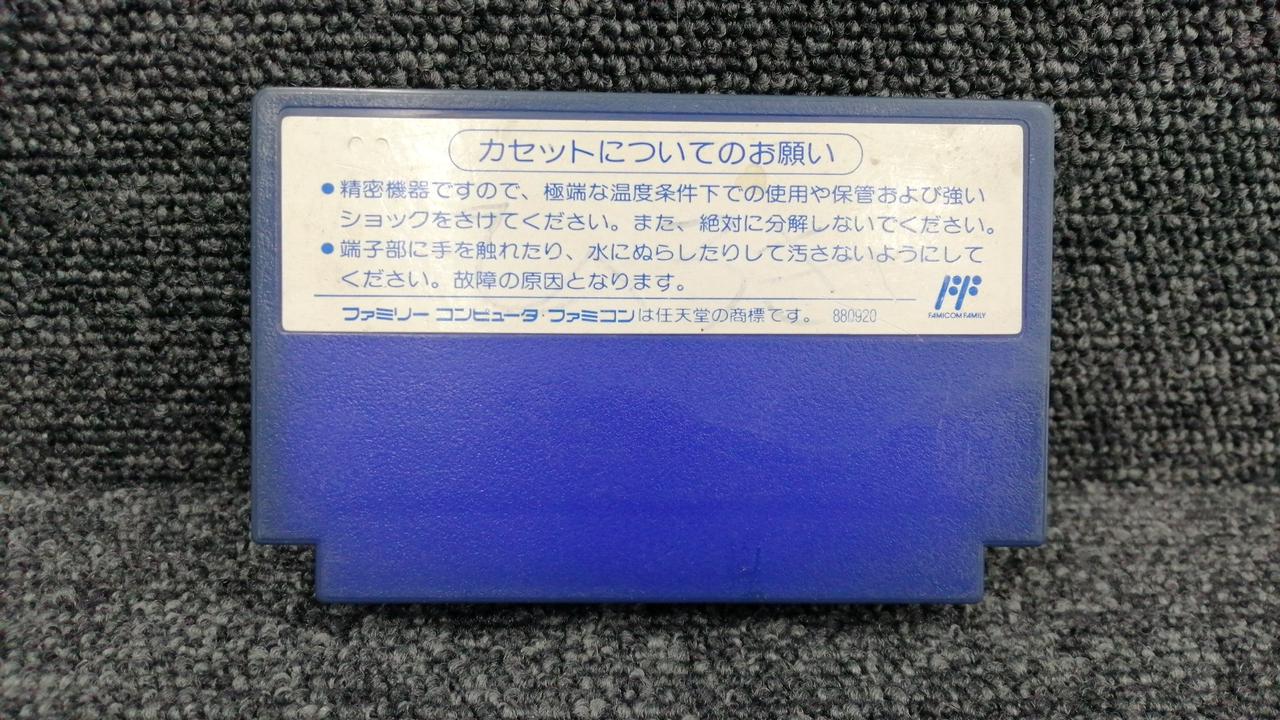 カセットについてのお願い
●精密機器ですので、極端な温度条件下での使用や保管および強い
ショックをさけてください。また、絶対に分解しないでください。
●端子部に手を触れたり、水にぬらしたりして汚さないようにして
ください。故障の原因となります。
ファミリー コンピュータ・ファミコンは任天堂の商標です。 880920
FF
FAMICOM FAMILY